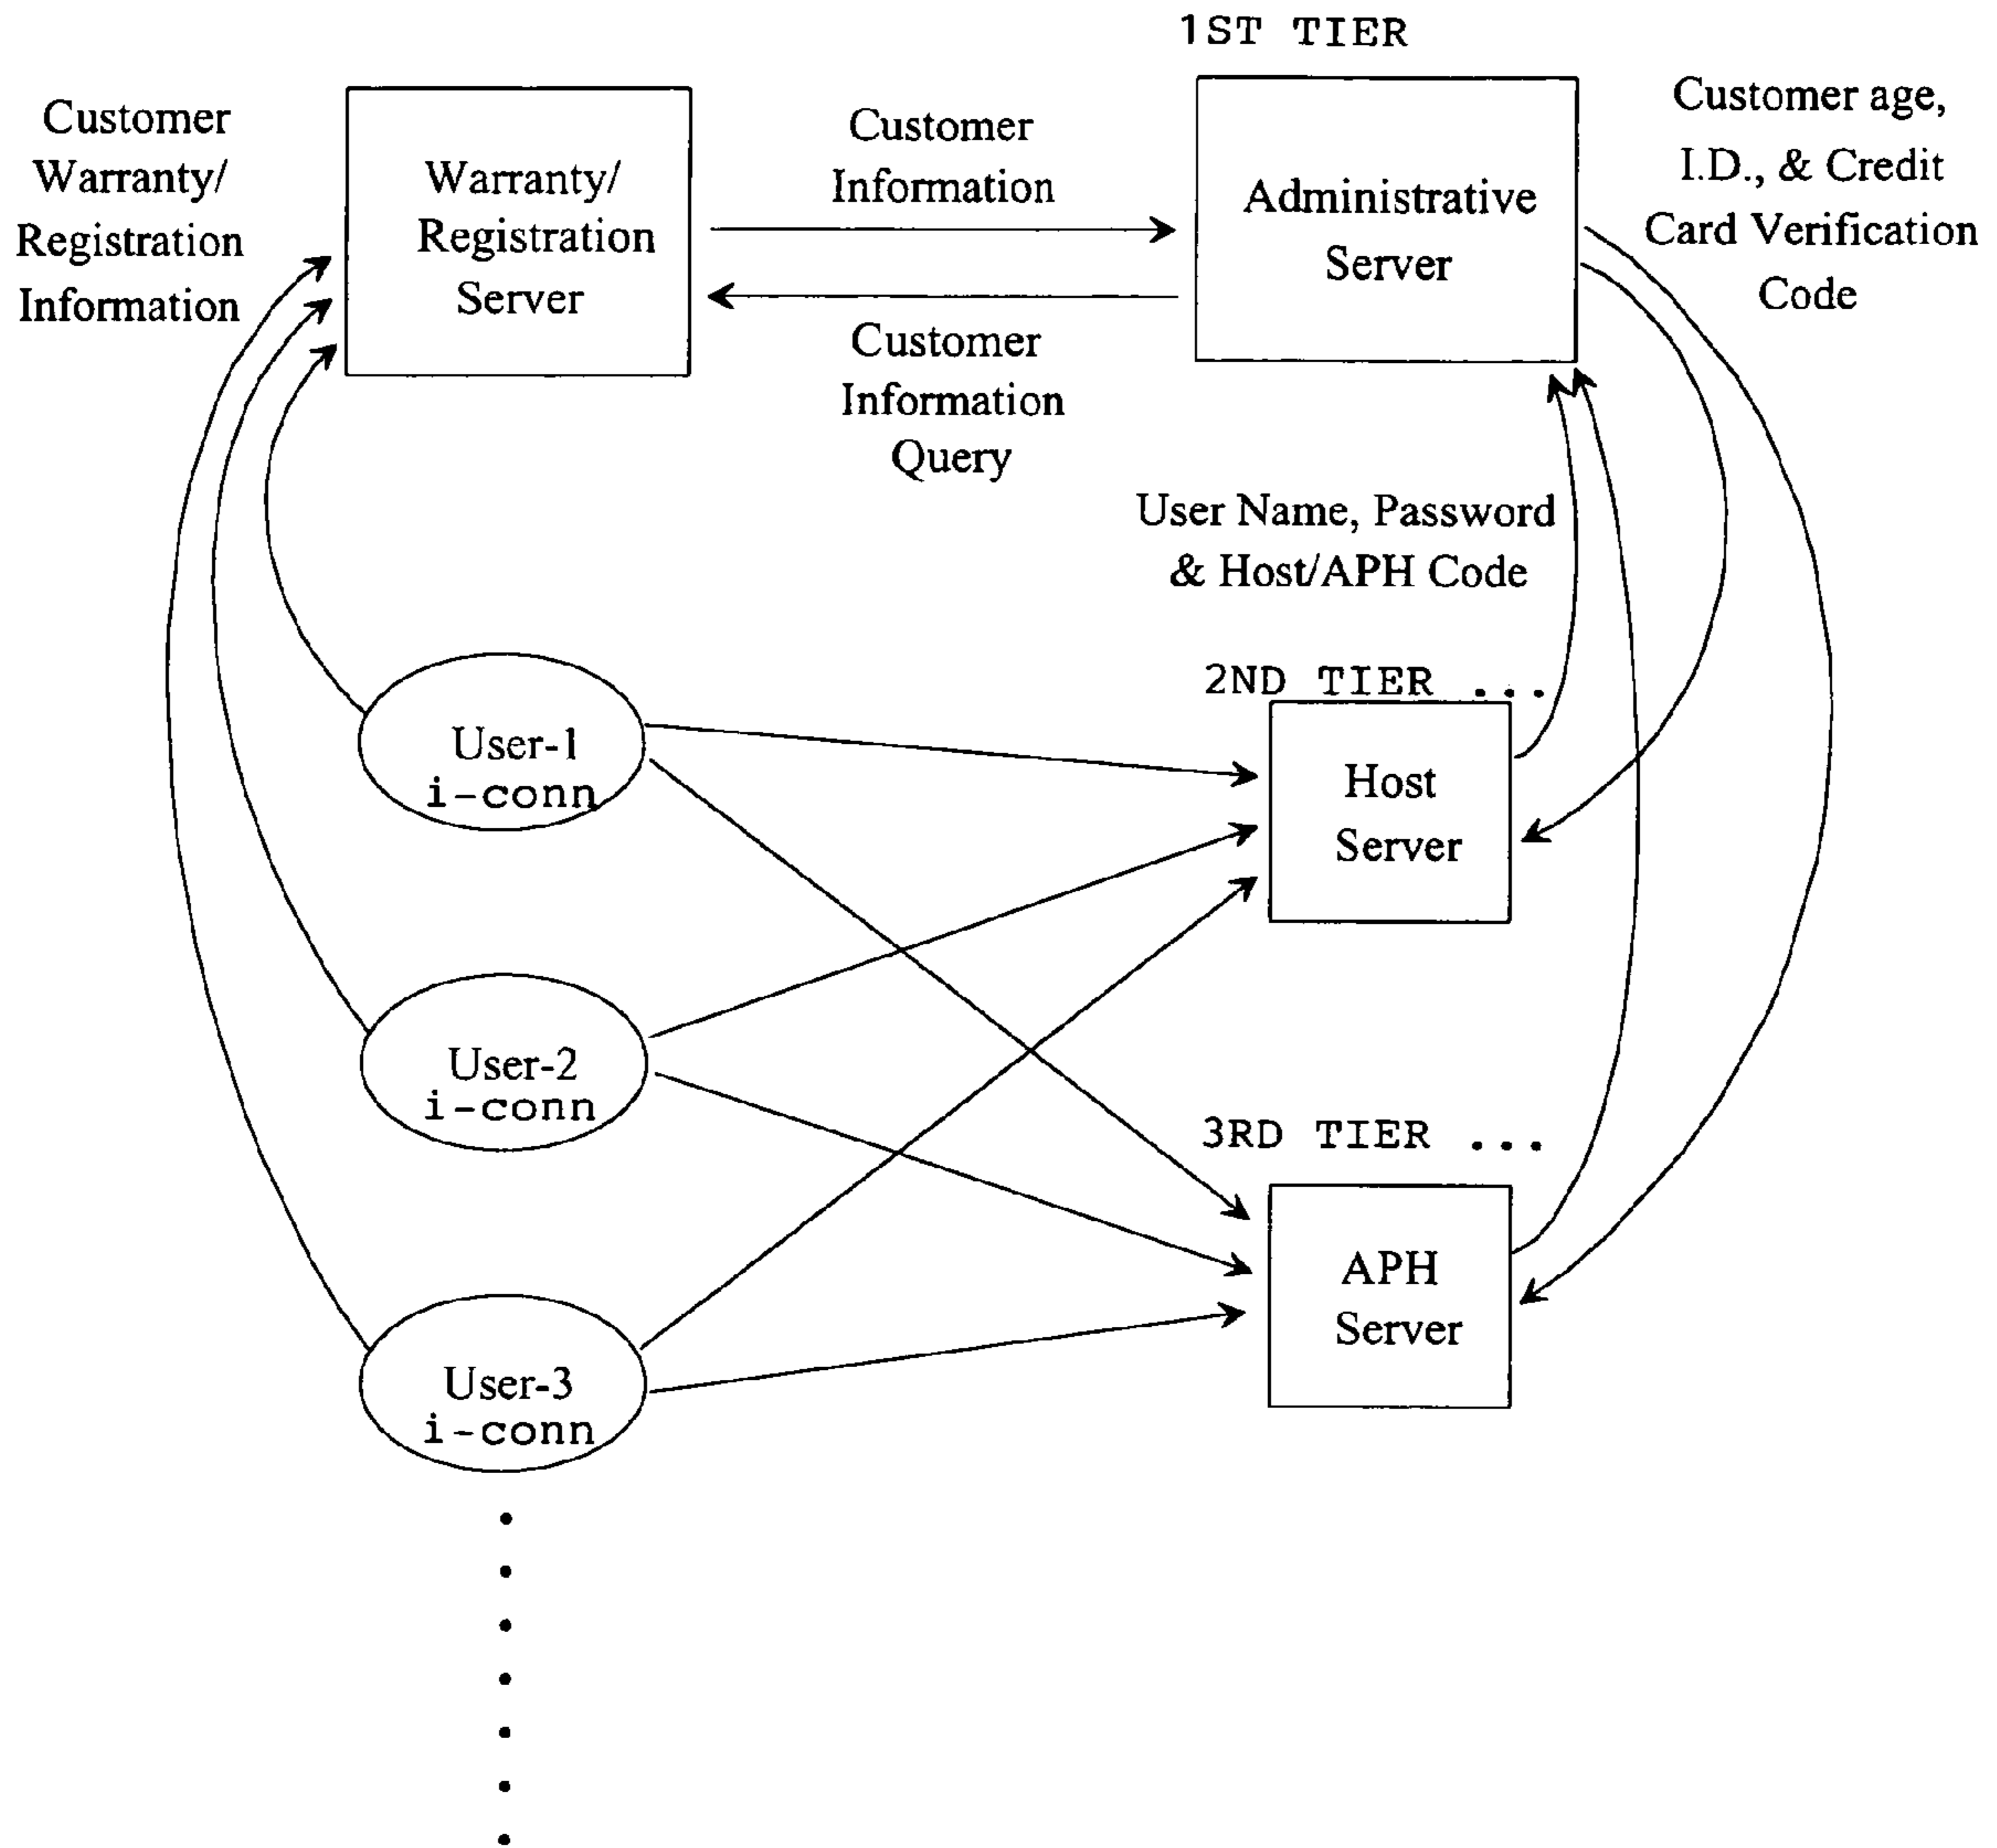 1ST TIER
Customer
Warranty/
Registration
Information
Warranty/
Registration
Server
Customer
Information
Customer
Information
Query
Administrative
Server
Customer age,
I.D., & Credit
Card Verification
Code
User Name, Password
& Host/APH Code
2ND TIER ...
Host
Server
User-1
i-conn
User-2
i-conn
3RD TIER ...
APH
Server
User-3
i-conn